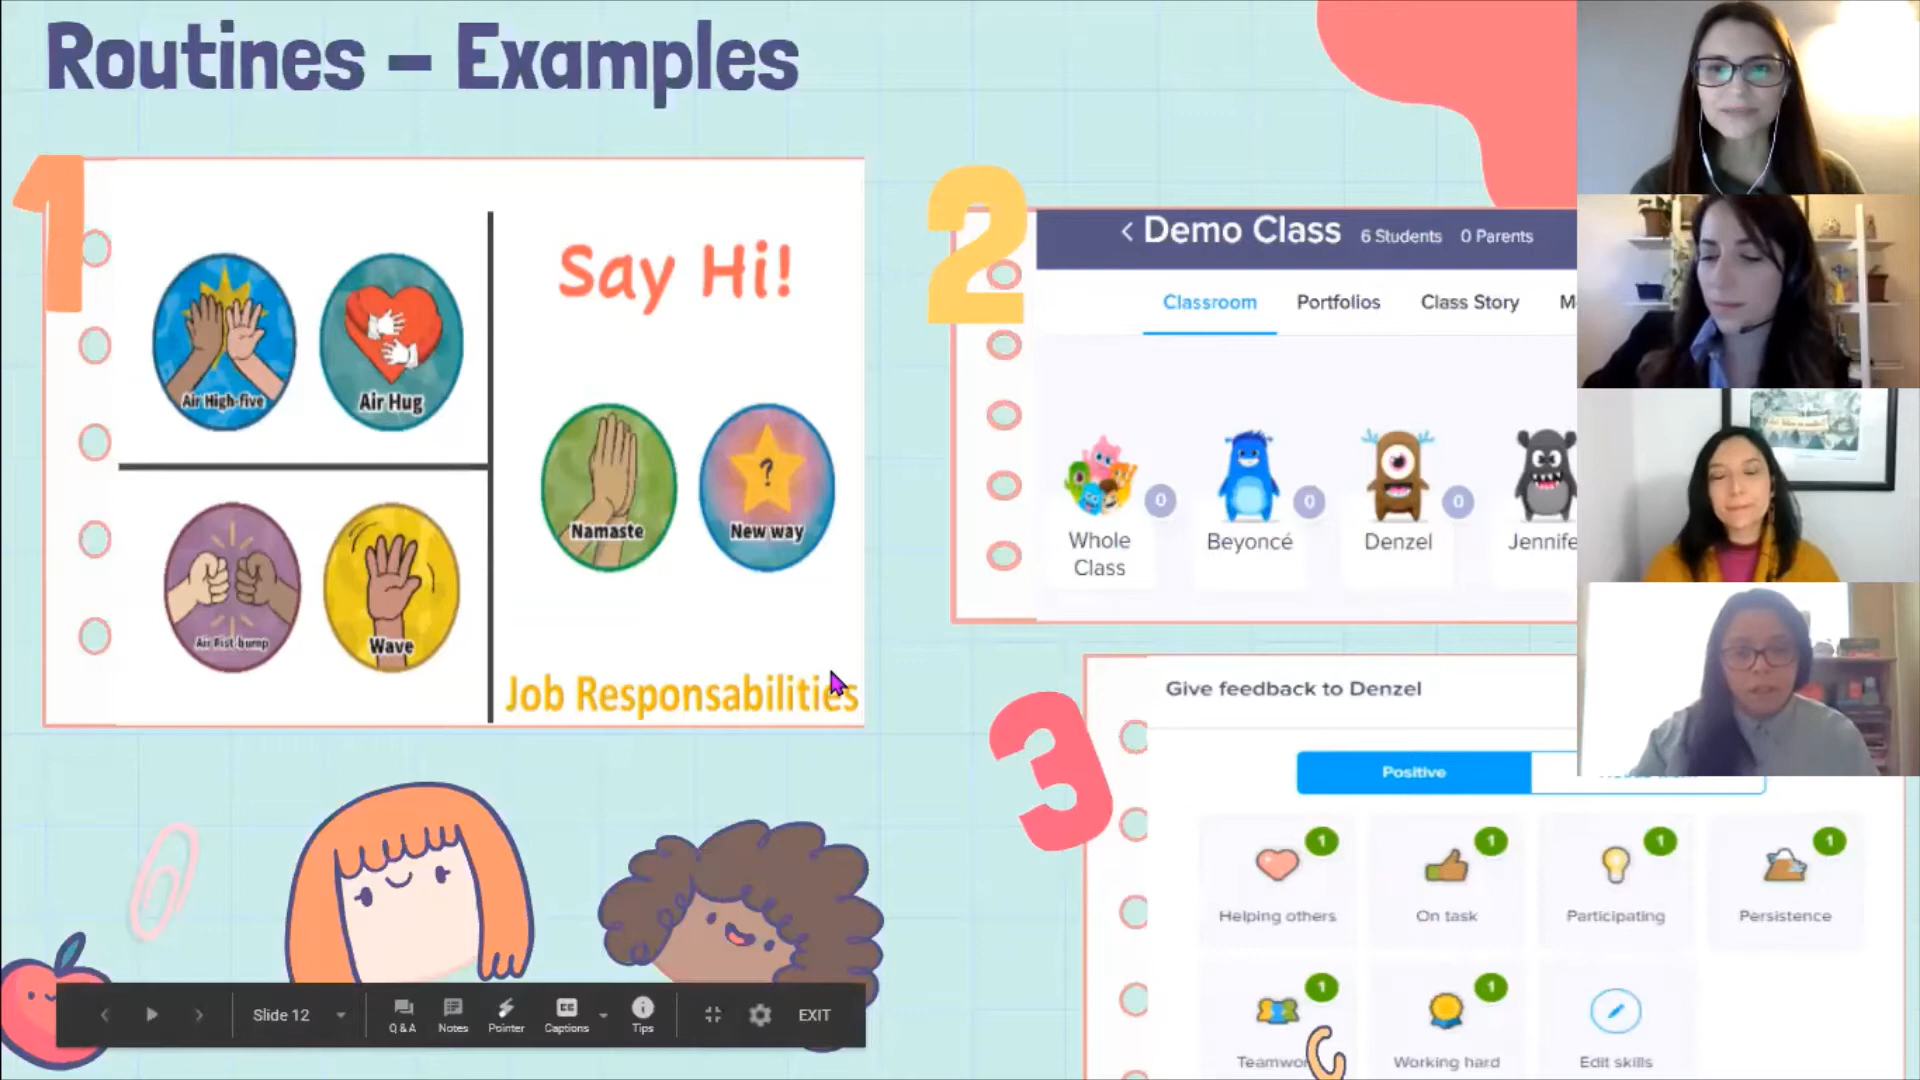 Routines – Examples
1
Air High-five
Air Hug
Air Fist-bump
Wave
Say Hi!
Namaste
?
New way
Job Responsabilities
2
< Demo Class 6 Students 0 Parents
Classroom Portfolios Class Story
0
0
0
Whole
Class
Beyoncé
Denzel
Jennife
3
Give feedback to Denzel
Positive
1
1
1
1
Helping others
On task
Participating
Persistence
1
1
Teamwor
Working hard
Edit skills
Slide 12
Q & A
Notes
Pointer
CC
Captions
Tips
EXIT